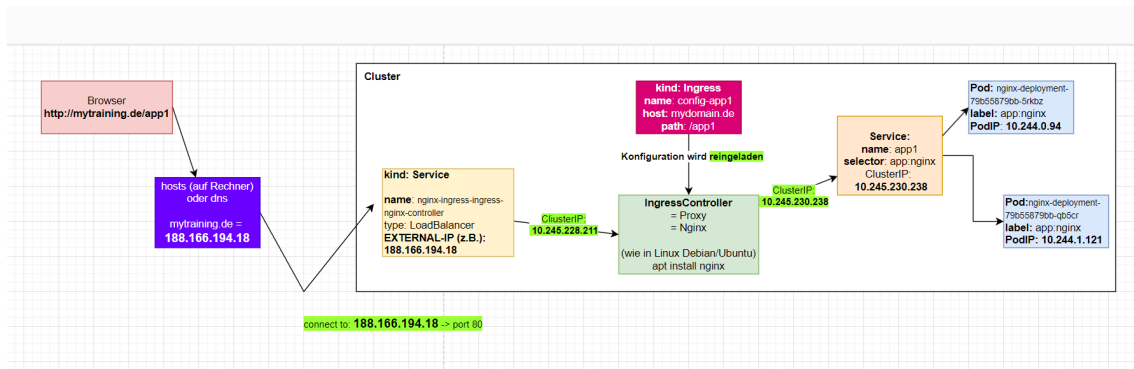 Browser
http://mytraining.de/app1
hosts (auf Rechner)
oder dns
mytraining.de =
188.166.194.18
connect to: 188.166.194.18 -> port 80
Cluster
kind: Service
name: nginx-ingress-ingress-
nginx-controller
type: LoadBalancer
EXTERNAL-IP (z.B.):
188.166.194.18
CliusterIP:
10.245.228.211
kind: Ingress
name: config-app1
host: mydomain.de
path: /app1
Konfiguration wird reingeladen
IngressController
= Proxy
= Nginx
(wie in Linux Debian/Ubuntu)
apt install nginx
ClusterIP:
10.245.230.238
Service:
name: app1
selector: app:nginx
ClusterIP:
10.245.230.238
Pod: nginx-deployment-
79b55879bb-5rkbz
label: app:nginx
PodIP: 10.244.0.94
Pod:nginx-deployment-
79b55879bb-qb5cr
label: app:nginx
PodIP: 10.244.1.121